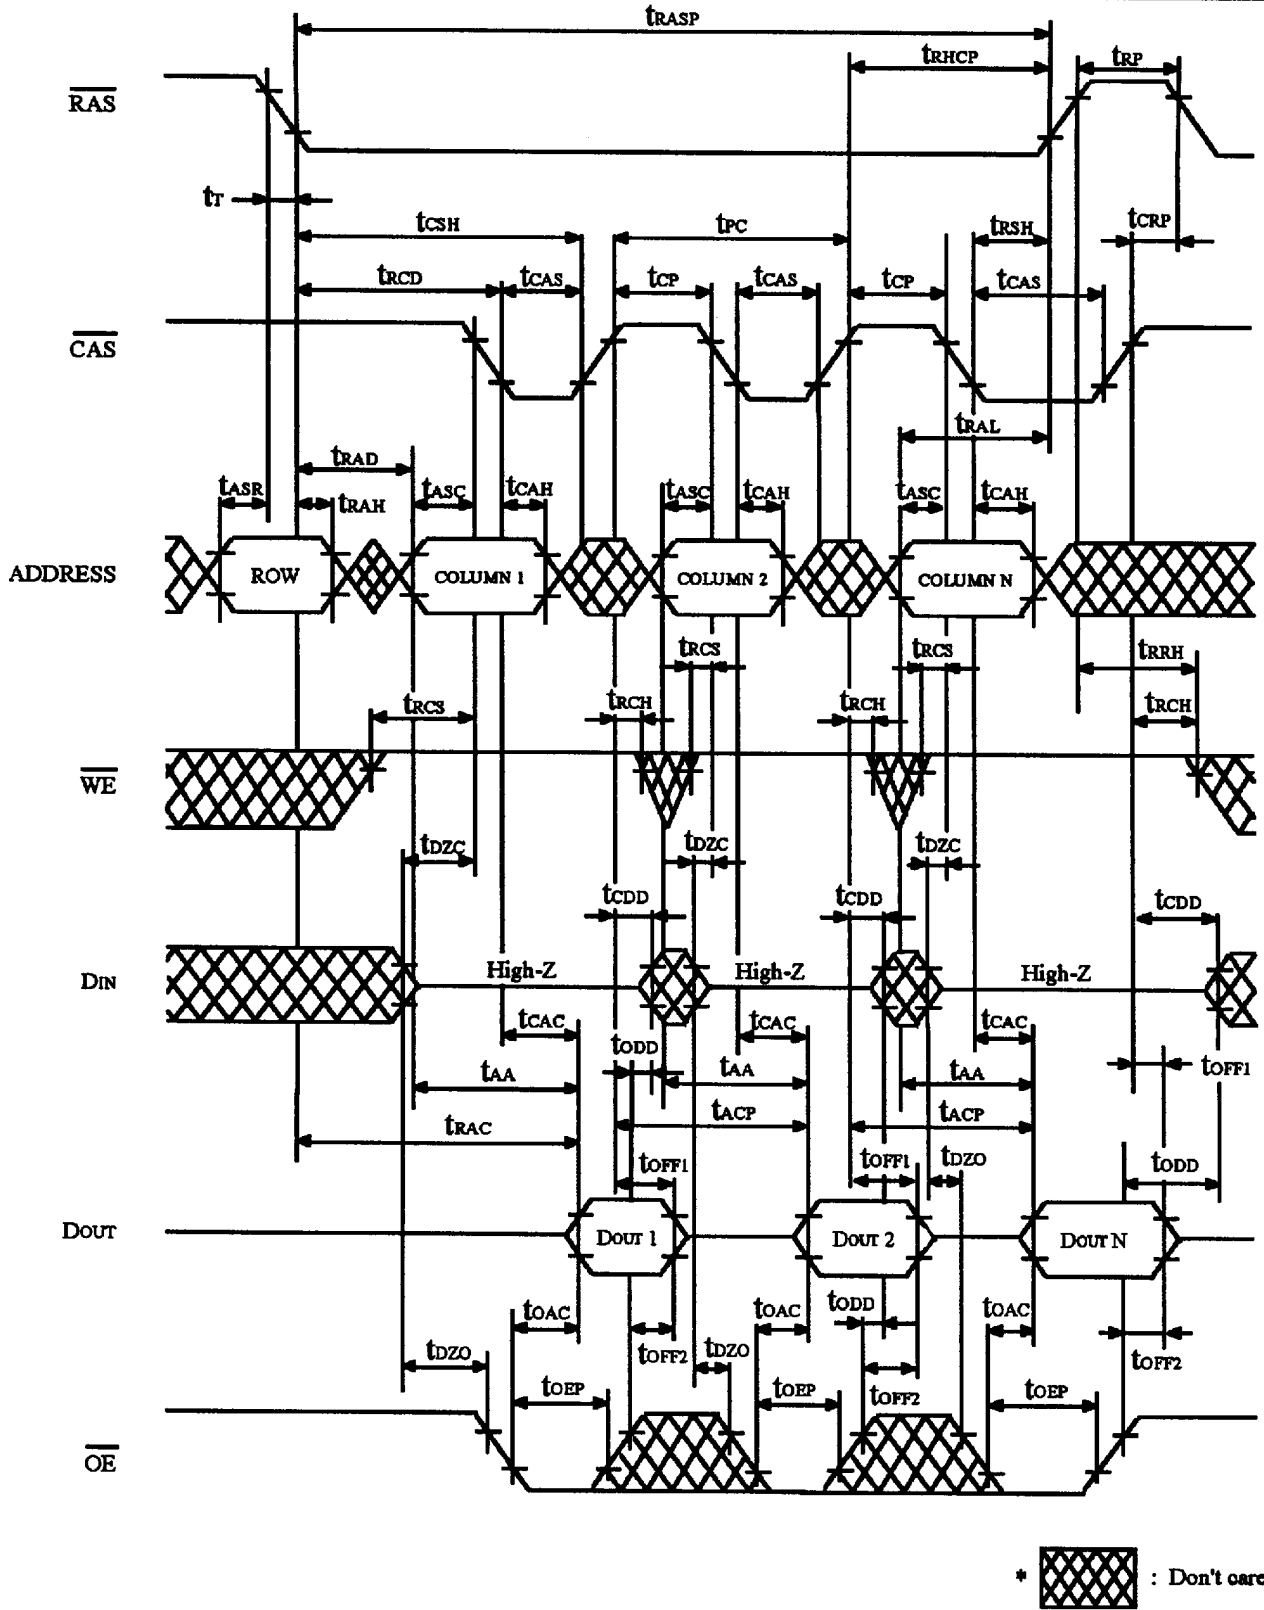 tRASP
tRHCP
tRP
RAS
tT
tCSH
tPC
tRSH
tCRP
tRCD
tCAS
tCP
tCAS
tCP
tCAS
CAS
tRAL
tRAD
tASR
tRAH
tASC
tCAH
tASC
tCAH
tASC
tCAH
ADDRESS
ROW
COLUMN 1
COLUMN 2
COLUMN N
tRCS
tRCS
tRRH
tRCS
tRCH
tRCH
tRCH
WE
tDZC
tDZC
tDZC
tCDD
tCDD
tCDD
DIN
High-Z
High-Z
High-Z
tCAC
tODD
tCAC
tCAC
tAA
tAA
tAA
tOFF1
tRAC
tACP
tACP
tOFF1
tOFF1
tDZO
tODD
DOUT
DOUT 1
DOUT 2
DOUT N
tOAC
tOAC
tODD
tOAC
tDZO
tOFF2
tDZO
tOFF2
tOEP
tOEP
tOFF2
tOEP
OE
* : Don't care